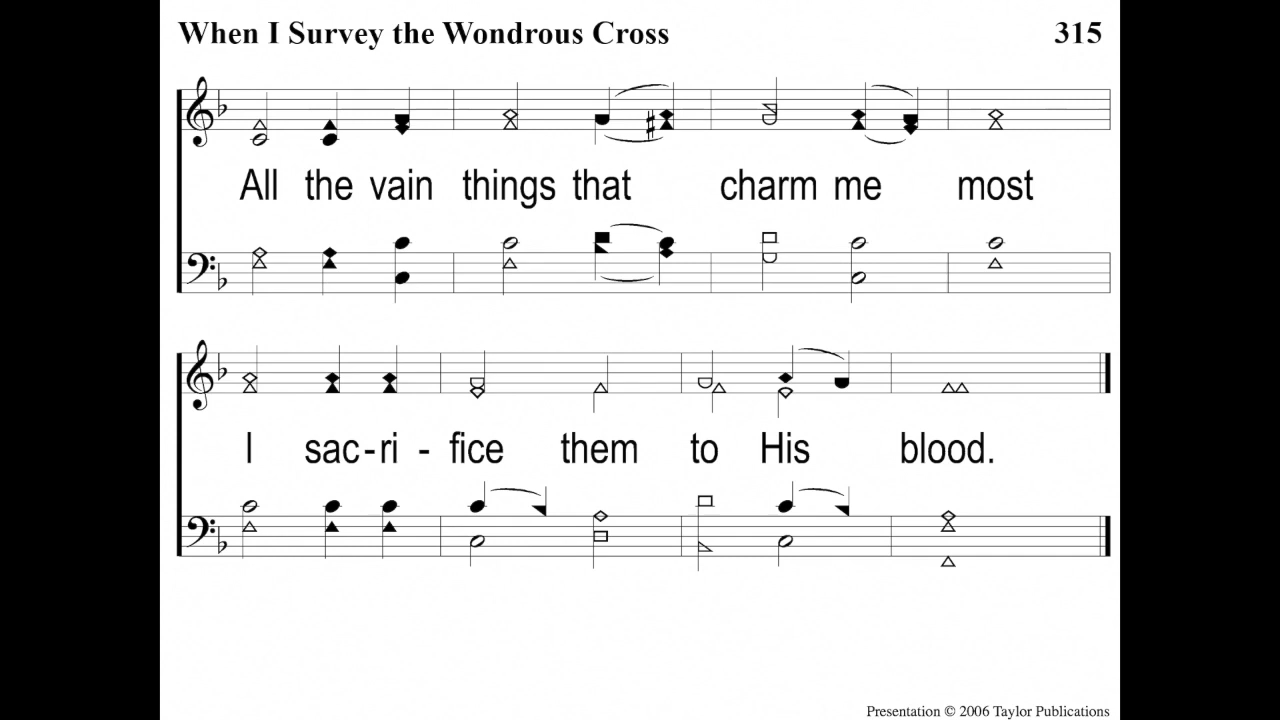 When I Survey the Wondrous Cross 315
All the vain things that charm me most
I sac-ri - fice them to His blood.
Presentation © 2006 Taylor Publications